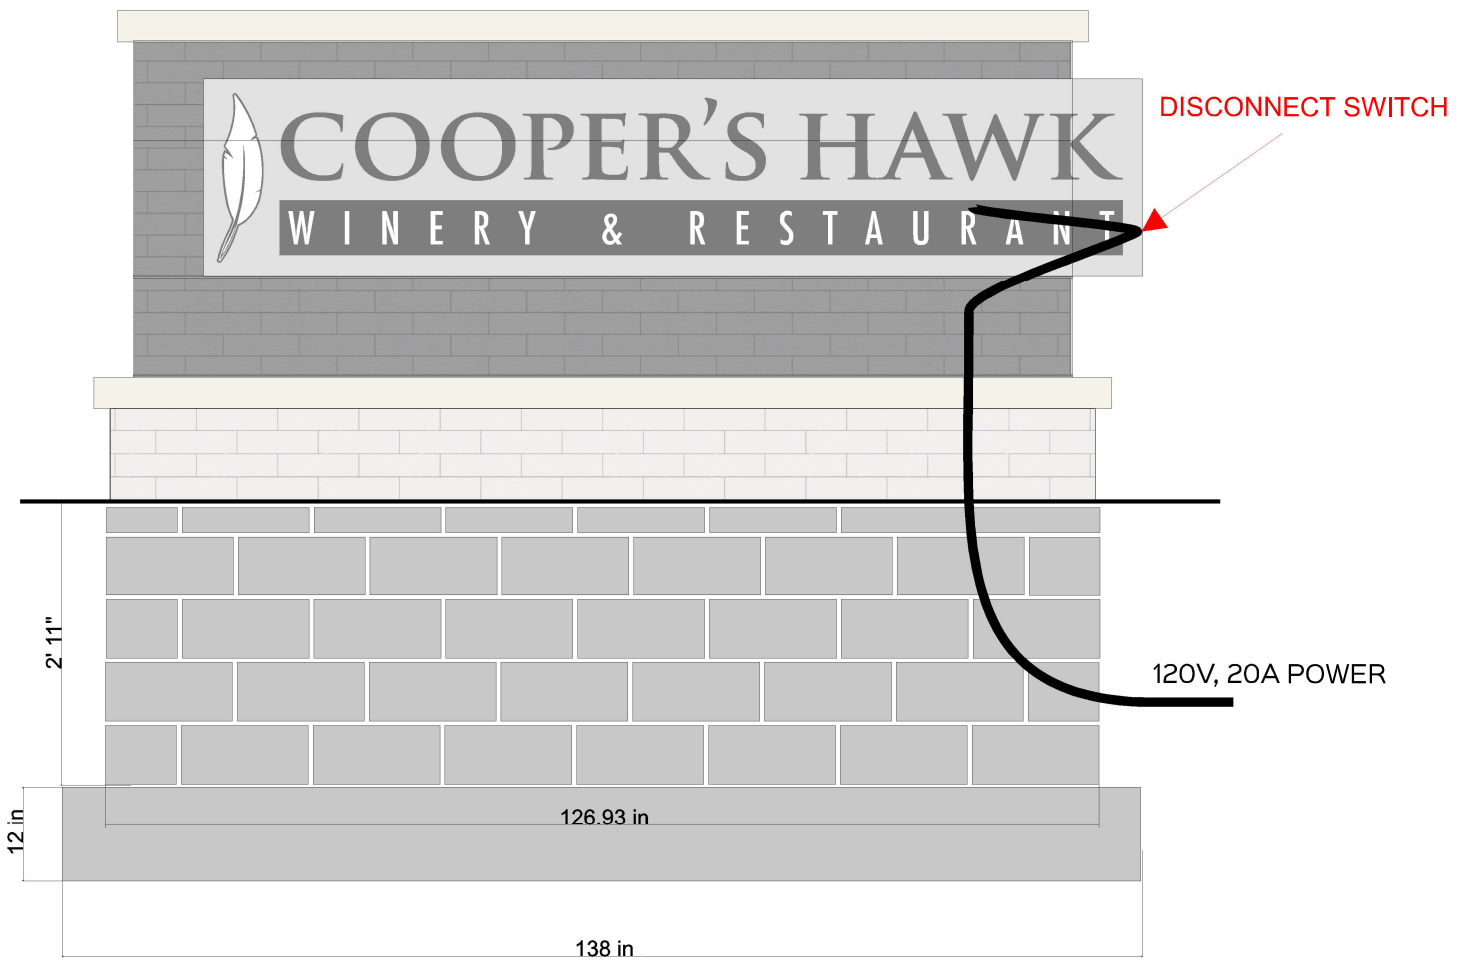 DISCONNECT SWITCH
COOPER'S HAWK
WINERY & RESTAURANT
2' 11"
120V, 20A POWER
12 in
126.93 in
138 in